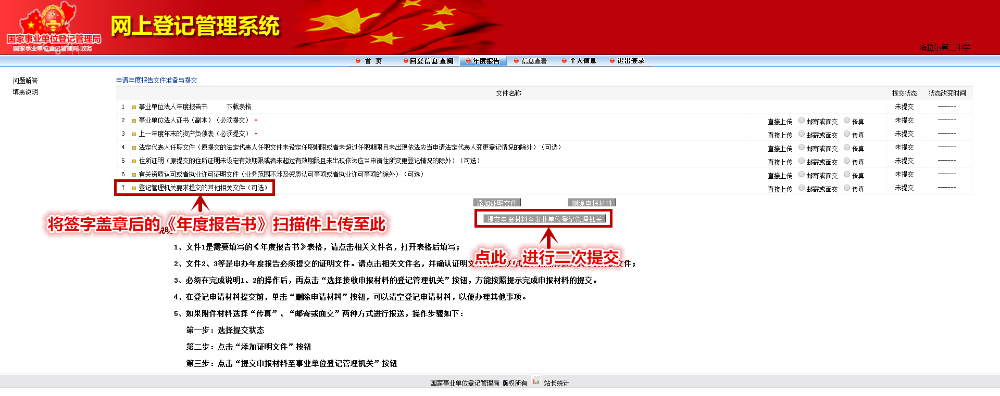 国家事业单位登记管理局
国家事业单位登记管理局.政务
网上登记管理系统
海拉尔第二中学
首 页 回复信息查阅 年度报告 信息查看 个人信息 退出登录
问题解答
填表说明
申请年度报告文件准备与提交
文件名称 提交状态 状态改变时间
1 事业单位法人年度报告书 下载表格 未提交 ------
2 事业单位法人证书（副本）（必须提交） * 直接上传 邮寄或面交 传真 未提交 ------
3 上一年度年末的资产负债表（必须提交） * 直接上传 邮寄或面交 传真 未提交 ------
4 法定代表人任职文件（原提交的法定代表人任职文件未设定任职期限或者未超过任职期限且未出现依法应当申请法定代表人变更登记情况的除外）（可选） 直接上传 邮寄或面交 传真 未提交 ------
5 住所证明（原提交的住所证明未设定有效期限或者未超过有效期限且未出现依法应当申请住所变更登记情况的除外）（可选） 直接上传 邮寄或面交 传真 未提交 ------
6 有关资质认可或者执业许可证明文件（业务范围不涉及资质认可事项或者执业许可事项的除外）（可选） 直接上传 邮寄或面交 传真 未提交 ------
7 登记管理机关要求提交的其他相关文件（可选） 直接上传 邮寄或面交 传真 未提交 ------
添加证明文件 删除申报材料
提交申报材料至事业单位登记管理机关
将签字盖章后的《年度报告书》扫描件上传至此
说明
1、文件1是需要填写的《年度报告书》表格，请点击相关文件名，打开表格后填写；
点此，进行二次提交
2、文件2、3等是申办年度报告必须提交的证明文件。请点击相关文件名，并确认证明文件；
3、必须在完成说明1、2的操作后，再点击“选择接收申报材料的登记管理机关”按钮，方能按照提示完成申报材料的提交。
4、在登记申请材料提交前，单击“删除申请材料”按钮，可以清空登记申请材料，以便办理其他事项。
5、如果附件材料选择“传真”、“邮寄或面交”两种方式进行报送，操作步骤如下：
第一步：选择提交状态
第二步：点击“添加证明文件”按钮
第三步：点击“提交申报材料至事业单位登记管理机关”按钮
国家事业单位登记管理局 版权所有 CNZZ 站长统计